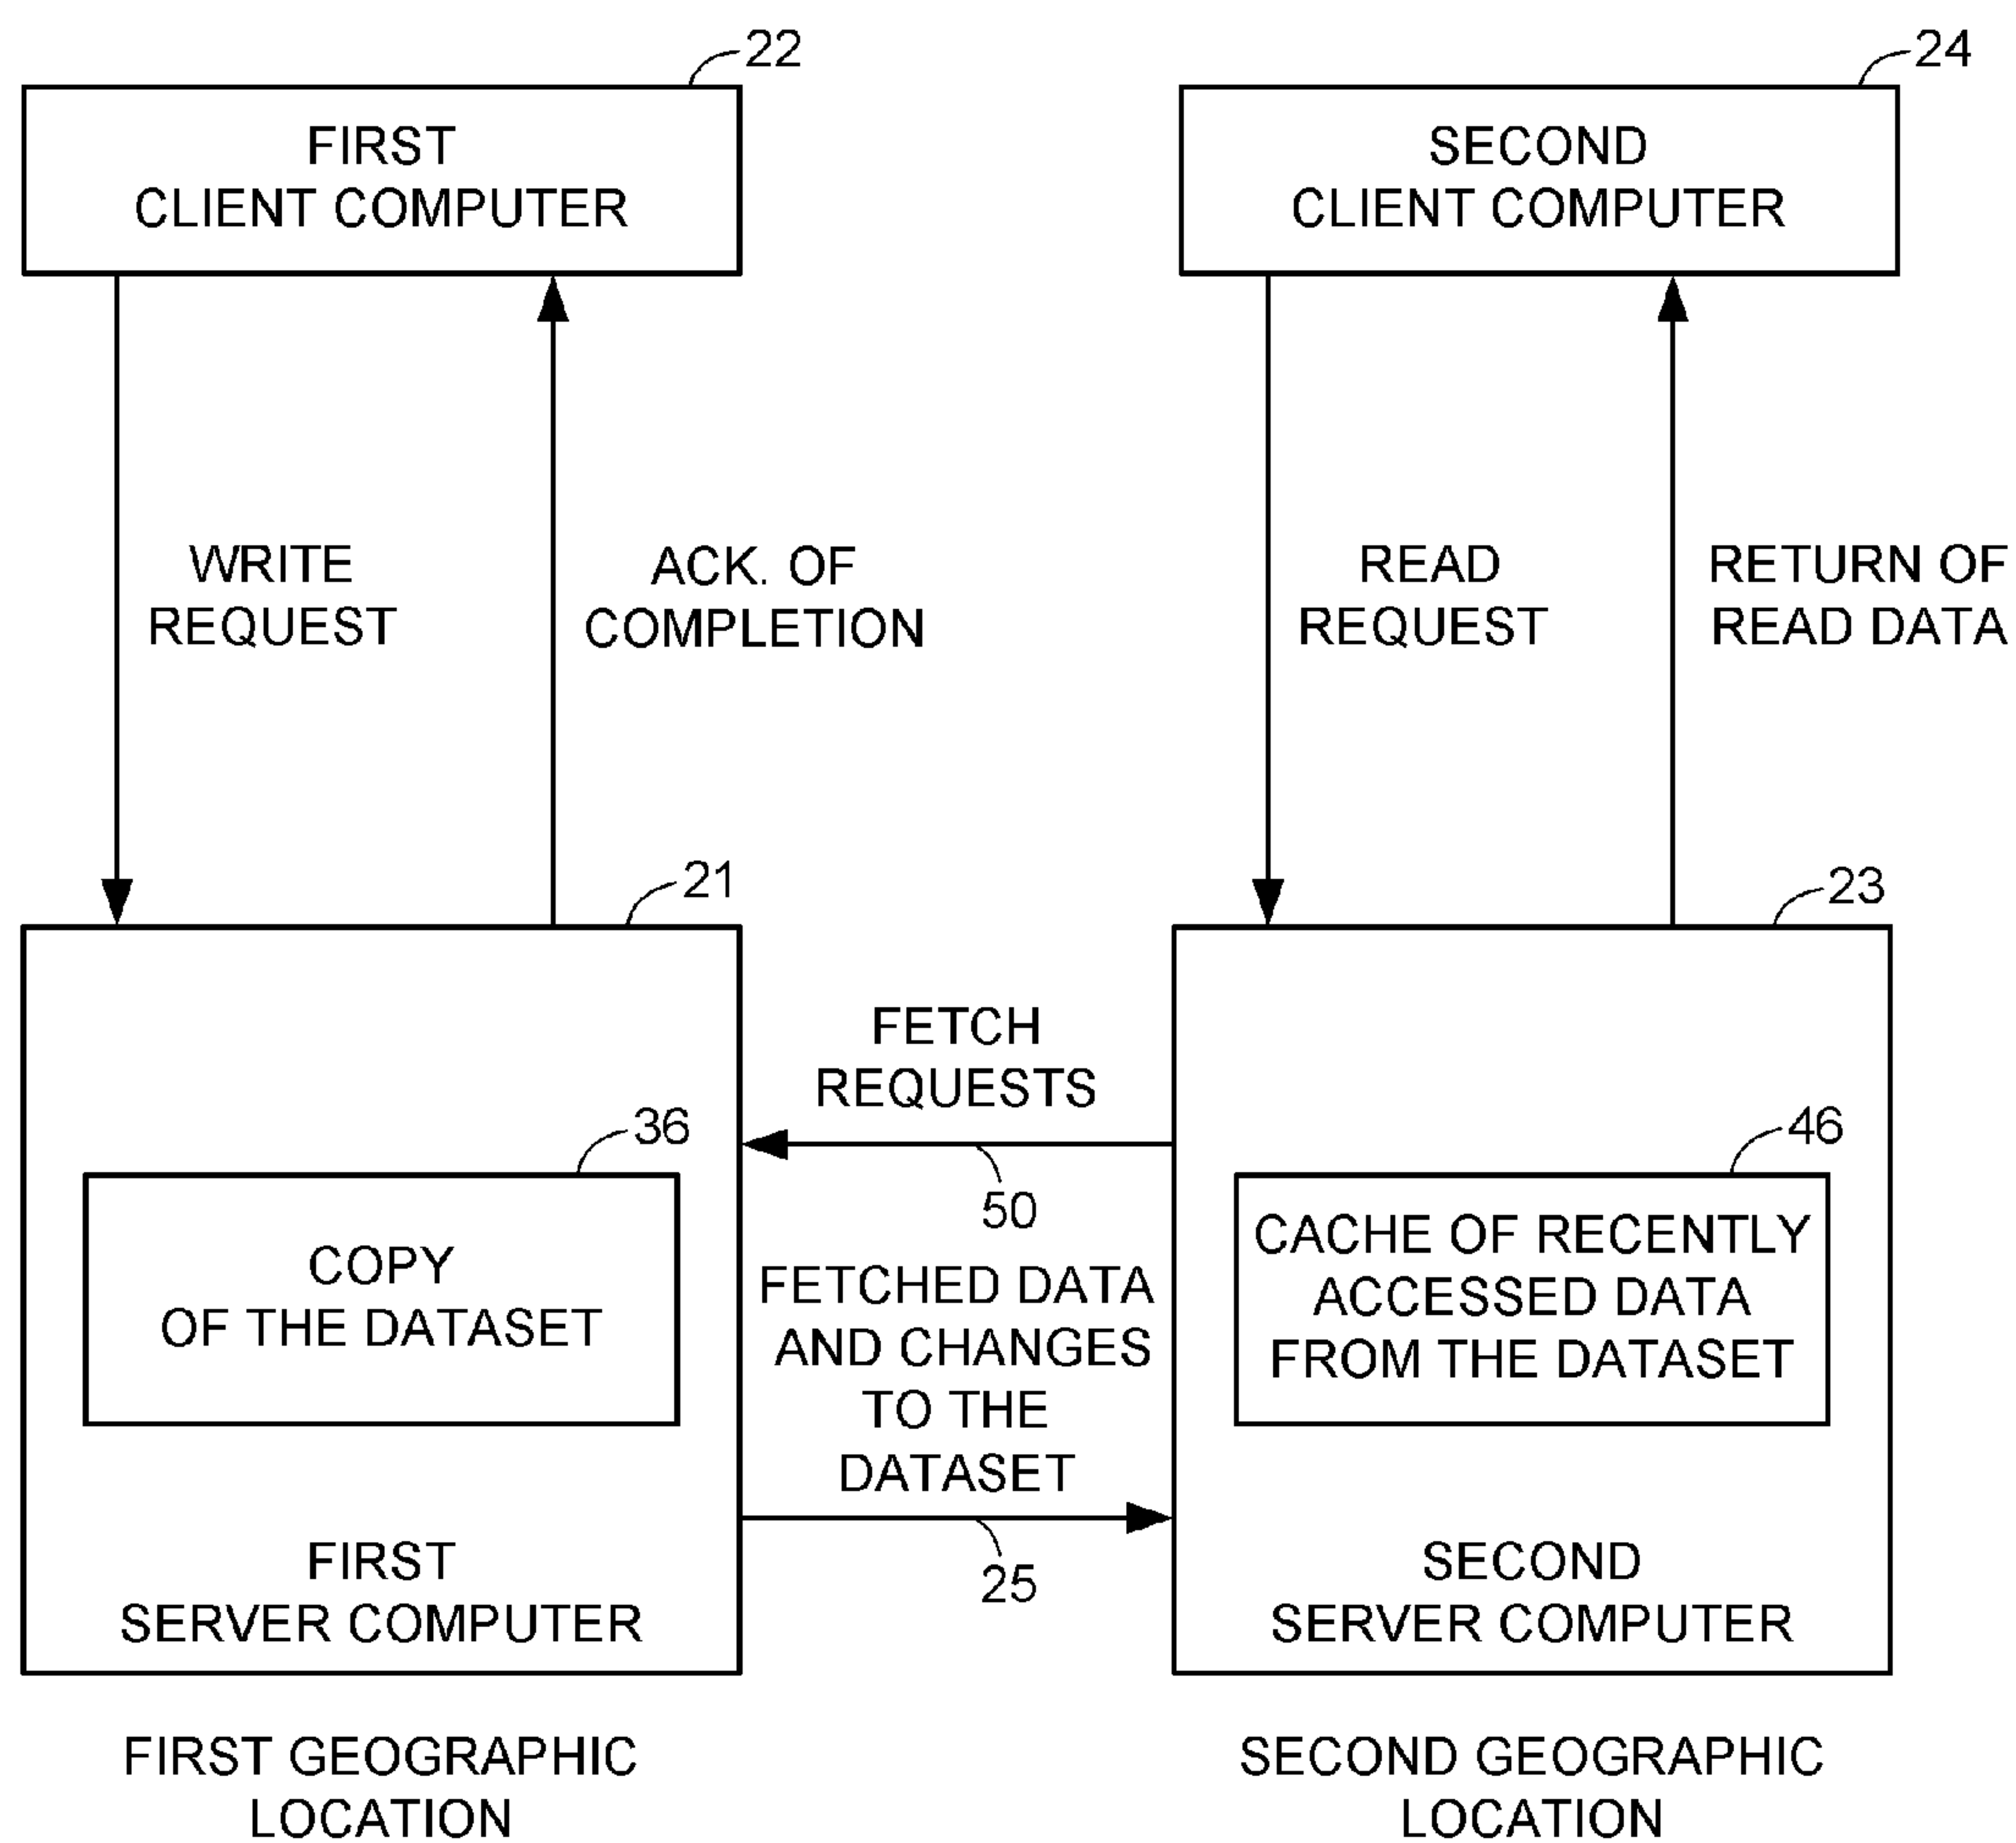 22
FIRST
CLIENT COMPUTER
24
SECOND
CLIENT COMPUTER
WRITE
REQUEST
ACK. OF
COMPLETION
READ
REQUEST
RETURN OF
READ DATA
21
36
COPY
OF THE DATASET
FIRST
SERVER COMPUTER
FETCH
REQUESTS
50
FETCHED DATA
AND CHANGES
TO THE
DATASET
25
23
46
CACHE OF RECENTLY
ACCESSED DATA
FROM THE DATASET
SECOND
SERVER COMPUTER
FIRST GEOGRAPHIC
LOCATION
SECOND GEOGRAPHIC
LOCATION